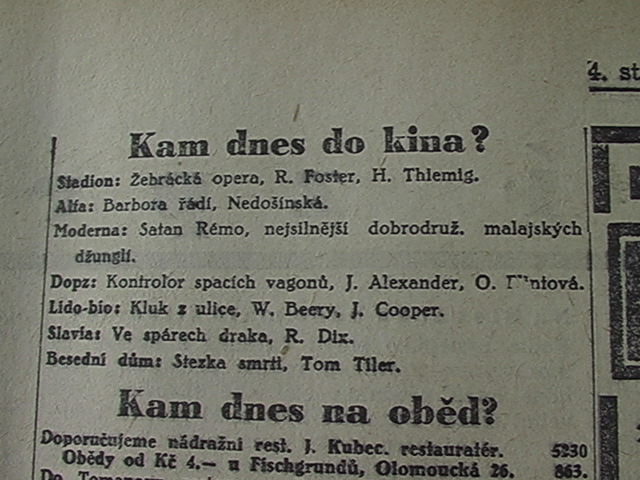 4. st
Kam dnes do kina?
Stadion: Žebrácká opera, R. Foster, H. Thiemig.
Alfa: Barbora řádí, Nedošínská.
Moderna: Satan Rémo, nejsilnější dobrodruž. malajských
džunglí.
Dopz: Kontrolor spacích vagonů, J. Alexander, O.
Lido-bio: Kluk z ulice, W. Beery, J. Cooper.
Slavia: Ve spárech draka, R. Dix.
Besední dům: Stezka smrti, Tom Tiler.
Kam dnes na oběd?
Doporučujeme nádražní rest. J. Kubec, restauratér. 5230
Obědy od Kč 4.— u Fischgrundů, Olomoucká 26. 863.